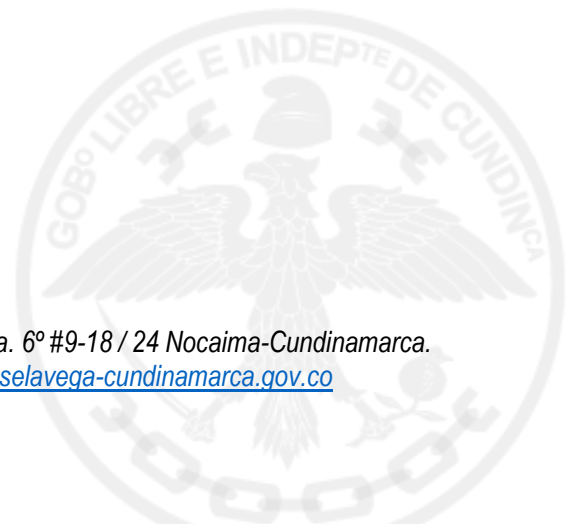 GOBº LIBRE E INDEPTE DE CUNDINCA
a. 6º #9-18 / 24 Nocaima-Cundinamarca.
selavega-cundinamarca.gov.co